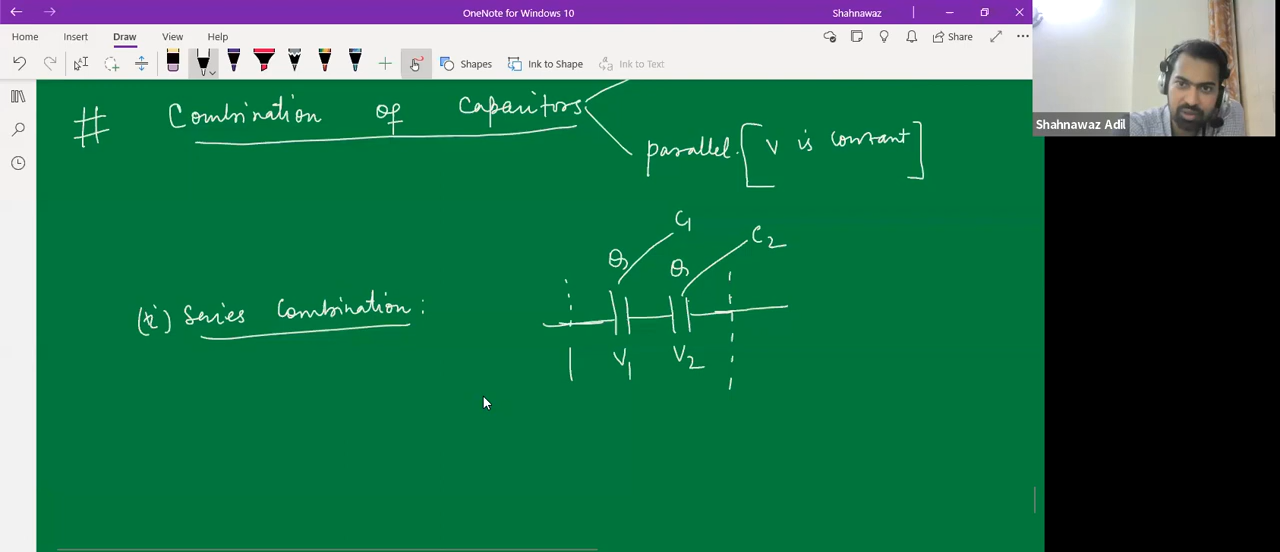 OneNote for Windows 10
Shahnawaz
Home Insert Draw View Help
Share
Shapes Ink to Shape Ink to Text
Shahnawaz Adil
# Combination of Capacitors
parallel. [V is constant]
C1
C2
Q Q
(i) Series Combination :
V1 V2